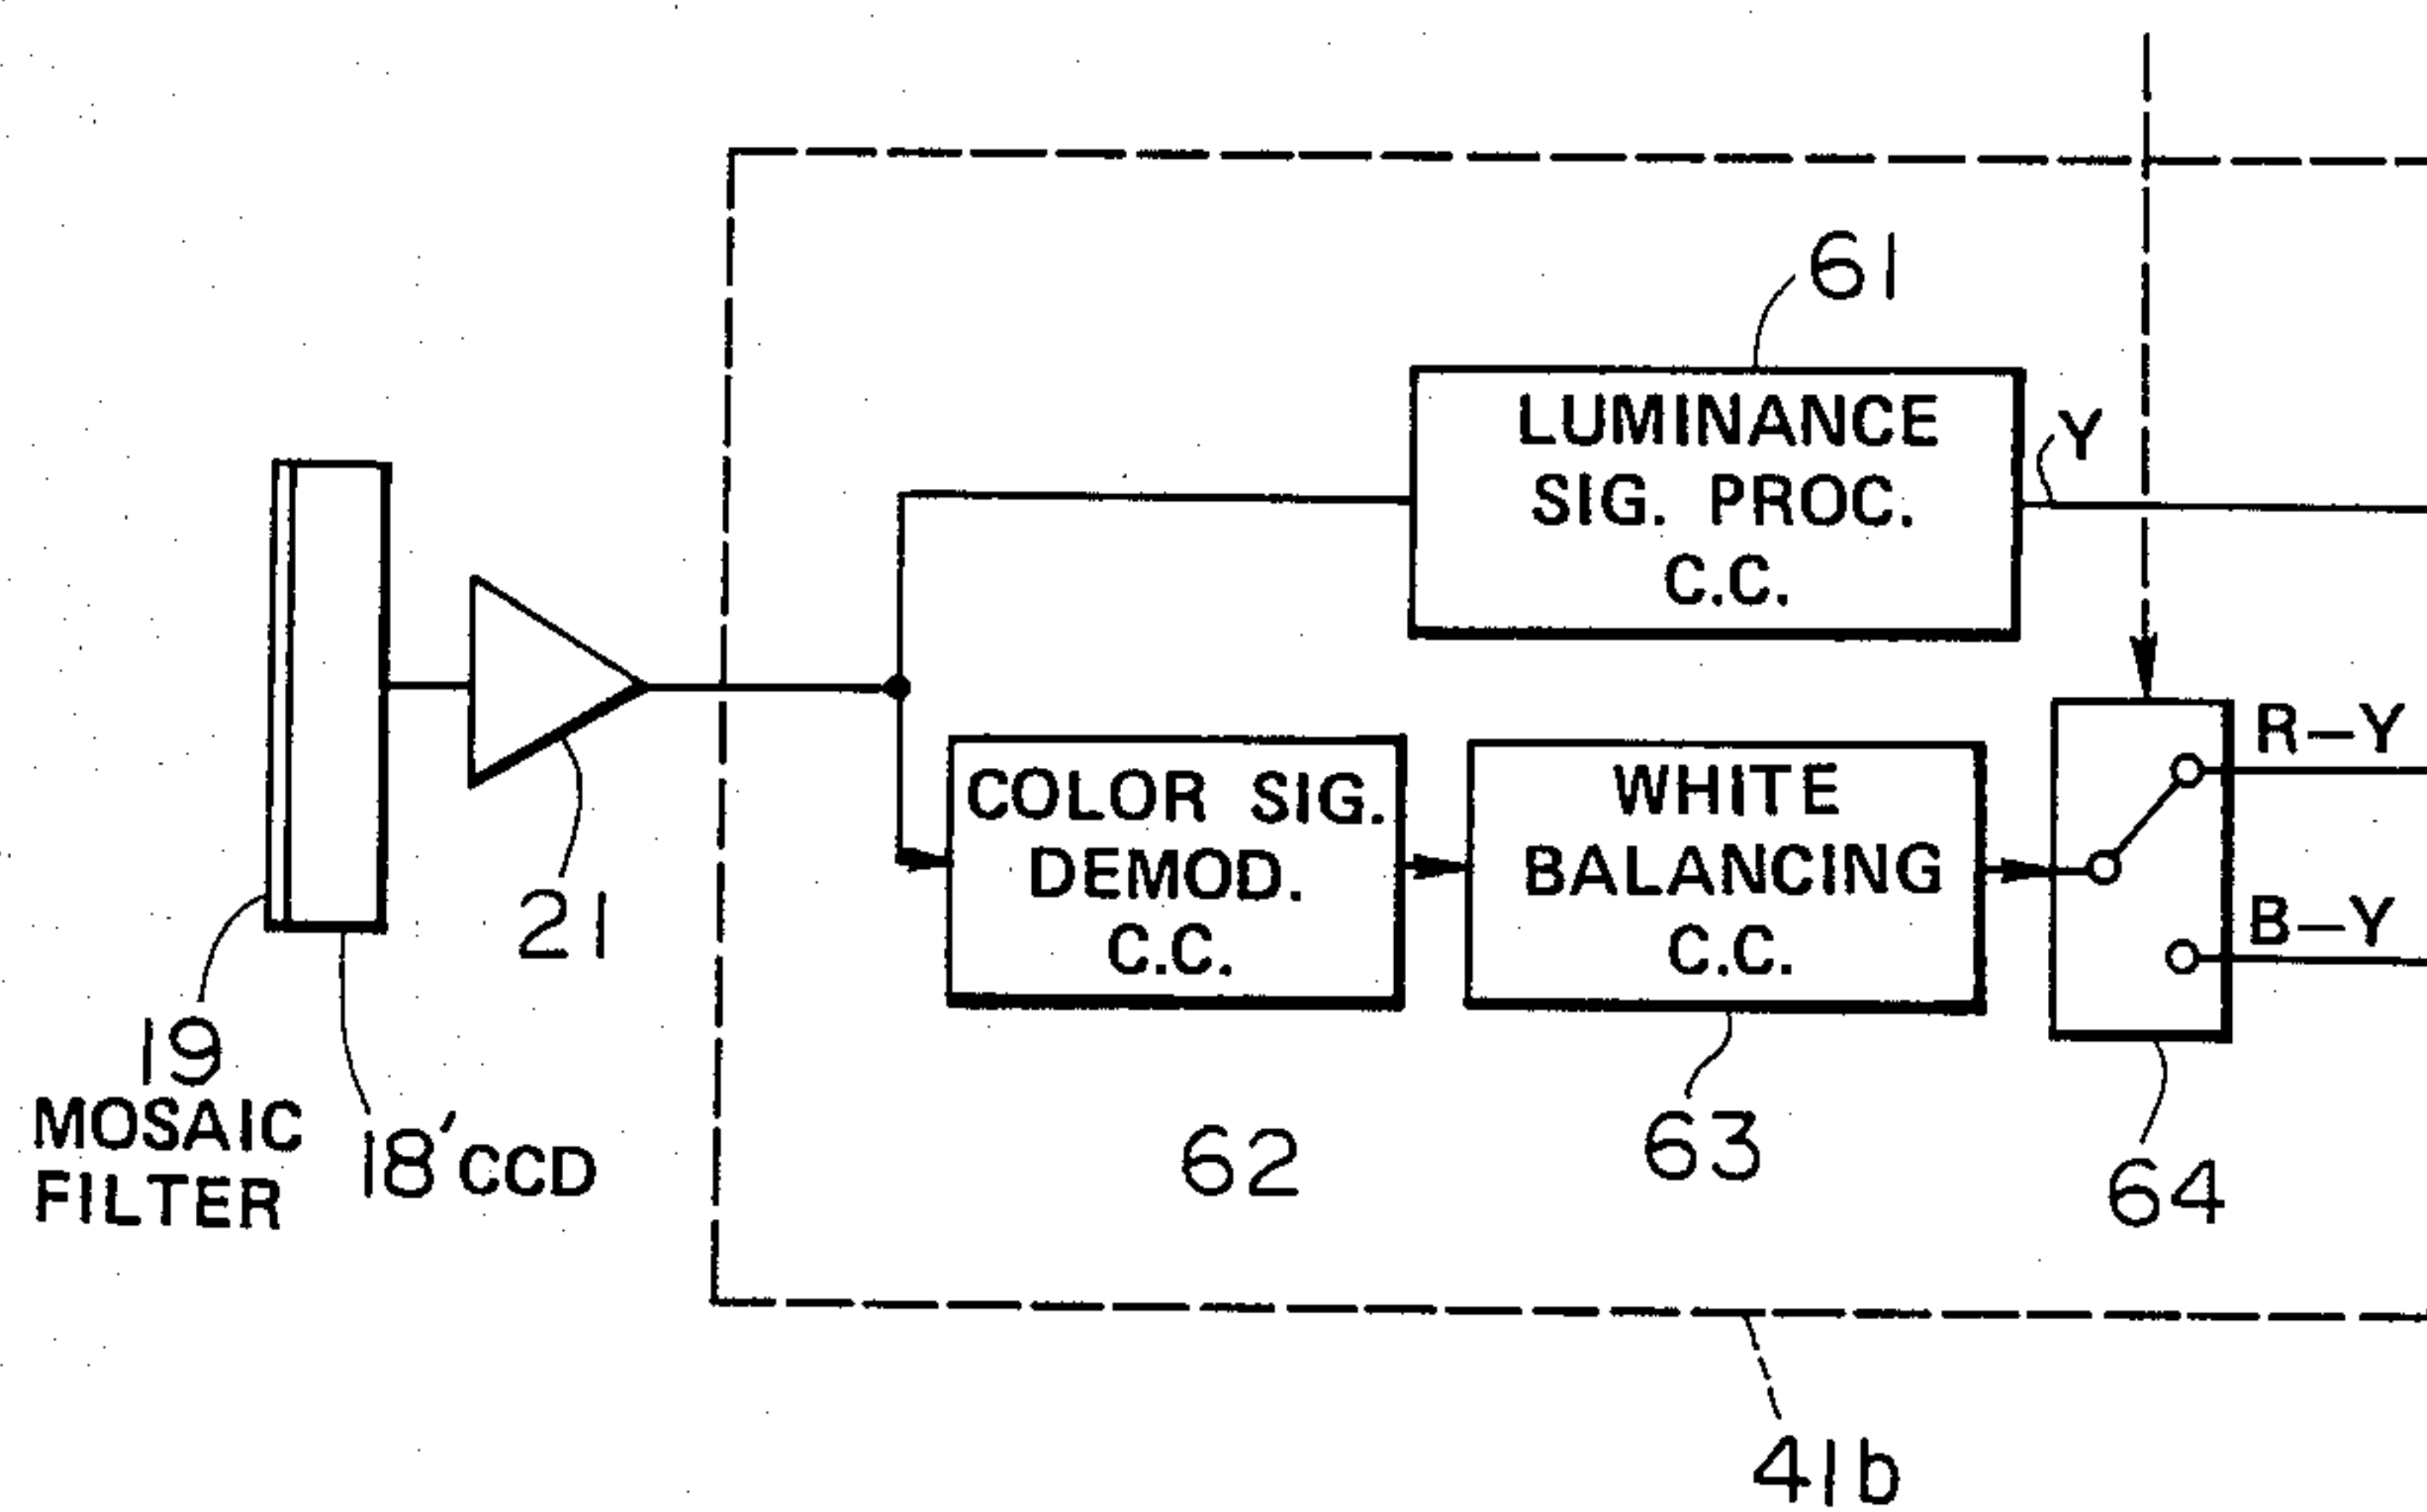 61
LUMINANCE
SIG. PROC.
C.C.
Y
R-Y
COLOR SIG.
DEMOD.
C.C.
WHITE
BALANCING
C.C.
B-Y
21
19
MOSAIC
FILTER
18' CCD
62
63
64
41b